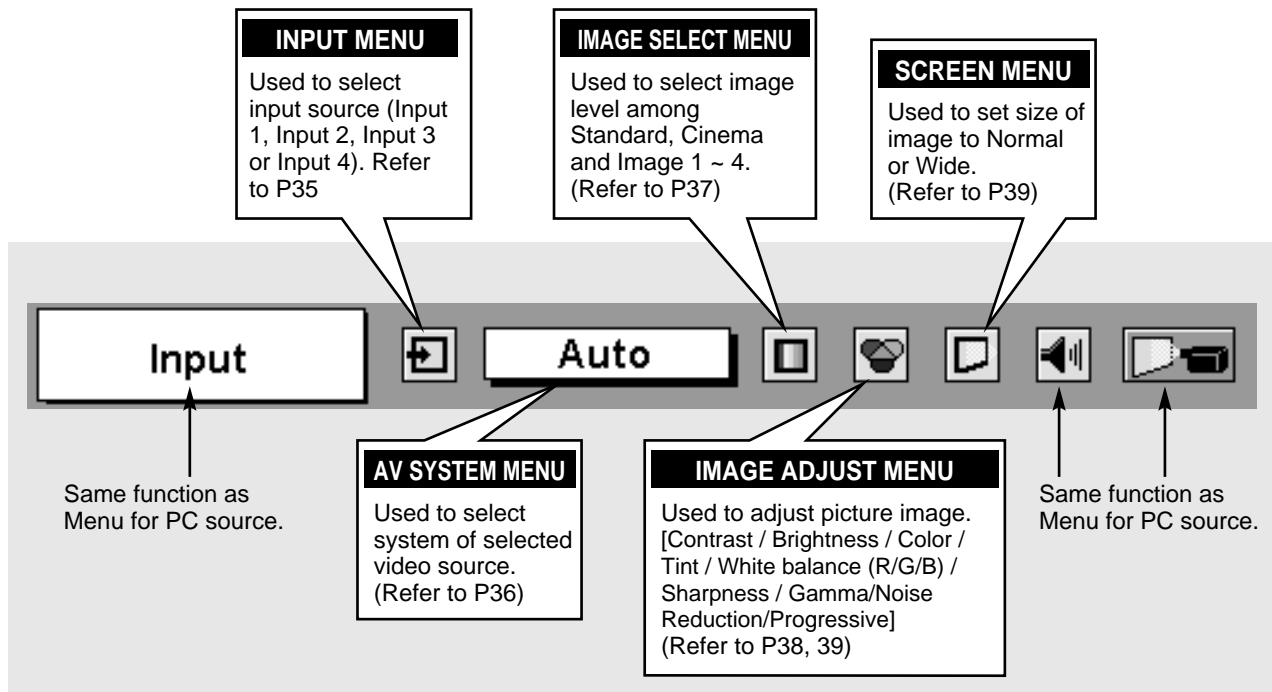 INPUT MENU
Used to select
input source (Input
1, Input 2, Input 3
or Input 4). Refer
to P35
IMAGE SELECT MENU
Used to select image
level among
Standard, Cinema
and Image 1 ~ 4.
(Refer to P37)
SCREEN MENU
Used to set size of
image to Normal
or Wide.
(Refer to P39)
Input
Auto
Same function as
Menu for PC source.
AV SYSTEM MENU
Used to select
system of selected
video source.
(Refer to P36)
IMAGE ADJUST MENU
Used to adjust picture image.
[Contrast / Brightness / Color /
Tint / White balance (R/G/B) /
Sharpness / Gamma/Noise
Reduction/Progressive]
(Refer to P38, 39)
Same function as
Menu for PC source.